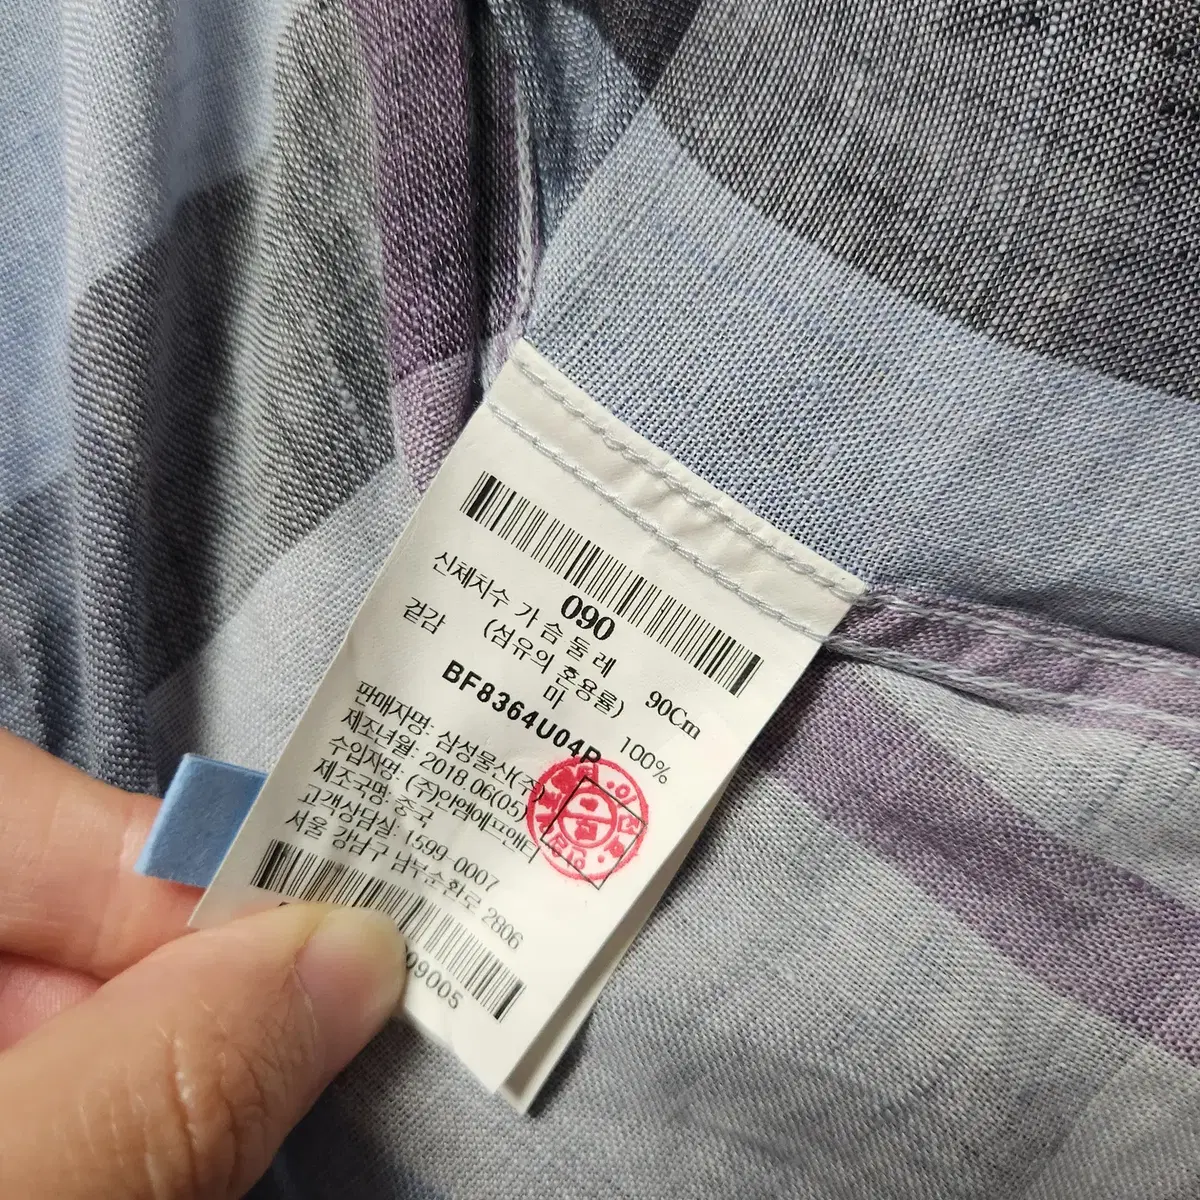 090
신체치수 가슴둘레 90Cm
겉감 (섬유의 혼용률)
마 100%
BF8364U04P
판매자명: 삼성물산(주)
제조년월: 2018.06(05)
수입자명: (주)아엠에프앤티
제조국명: 중국
고객상담실: 1599-0007
서울 강남구 남부순환로 2806
09005